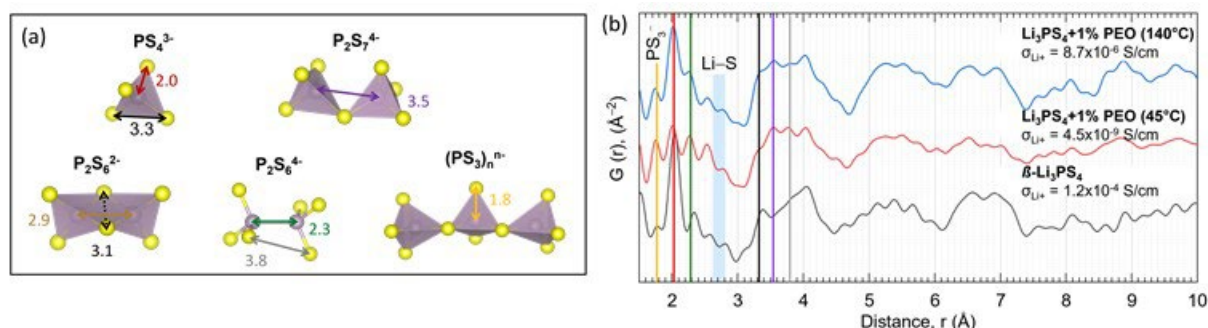 (a)
PS₄³⁻
2.0
3.3
P₂S₇⁴⁻
3.5
P₂S₆²⁻
2.9
3.1
P₂S₆⁴⁻
2.3
3.8
(PS₃)ₙⁿ⁻
1.8
(b)
G (r), (Å⁻²)
PS₃⁻
Li–S
Li₃PS₄+1% PEO (140°C)
σLi+ = 8.7x10⁻⁶ S/cm
Li₃PS₄+1% PEO (45°C)
σLi+ = 4.5x10⁻⁹ S/cm
ß-Li₃PS₄
σLi+ = 1.2x10⁻⁴ S/cm
2 3 4 5 6 7 8 9 10
Distance, r (Å)